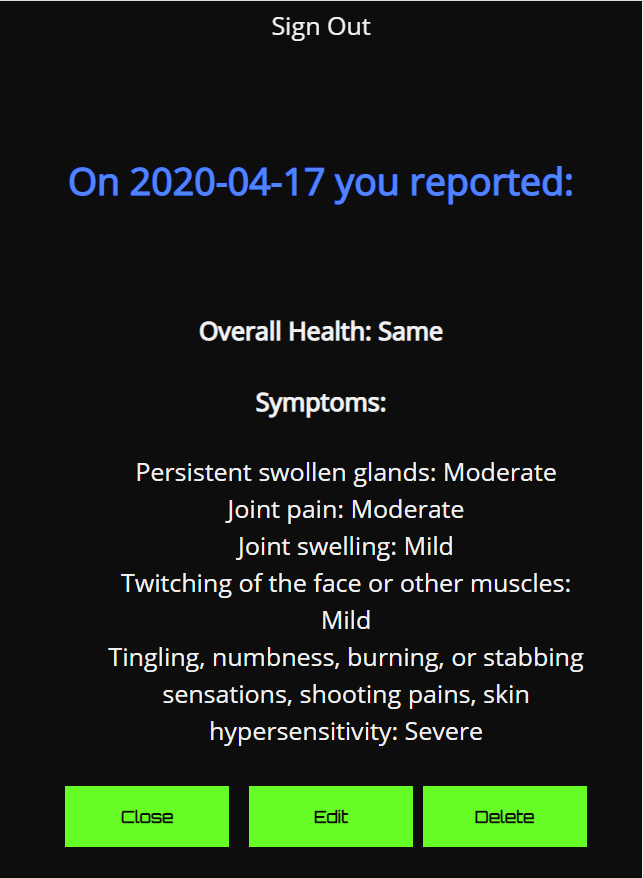 Sign Out
On 2020-04-17 you reported:
Overall Health: Same
Symptoms:
Persistent swollen glands: Moderate
Joint pain: Moderate
Joint swelling: Mild
Twitching of the face or other muscles:
Mild
Tingling, numbness, burning, or stabbing
sensations, shooting pains, skin
hypersensitivity: Severe
Close Edit Delete